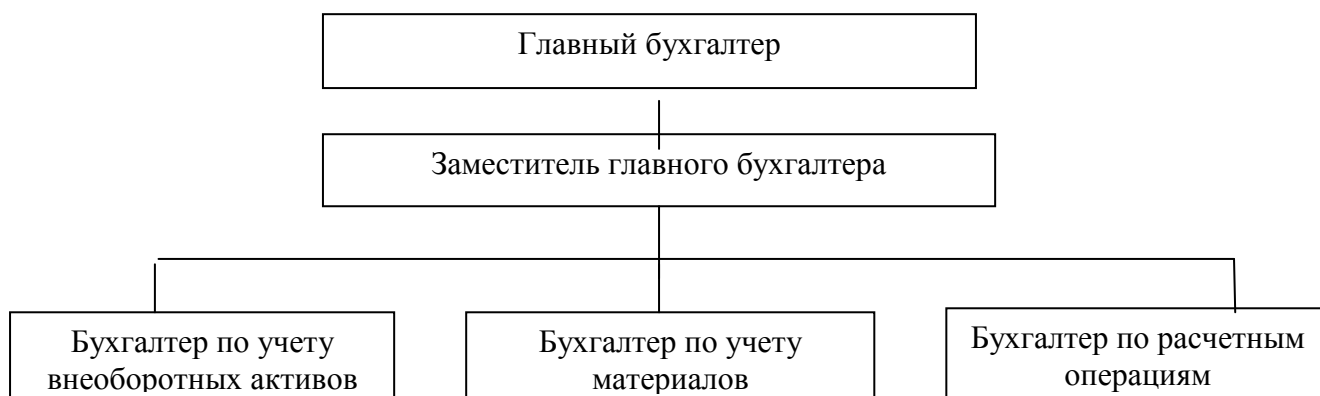 Главный бухгалтер
Заместитель главного бухгалтера
Бухгалтер по учету
внеоборотных активов
Бухгалтер по учету
материалов
Бухгалтер по расчетным
операциям